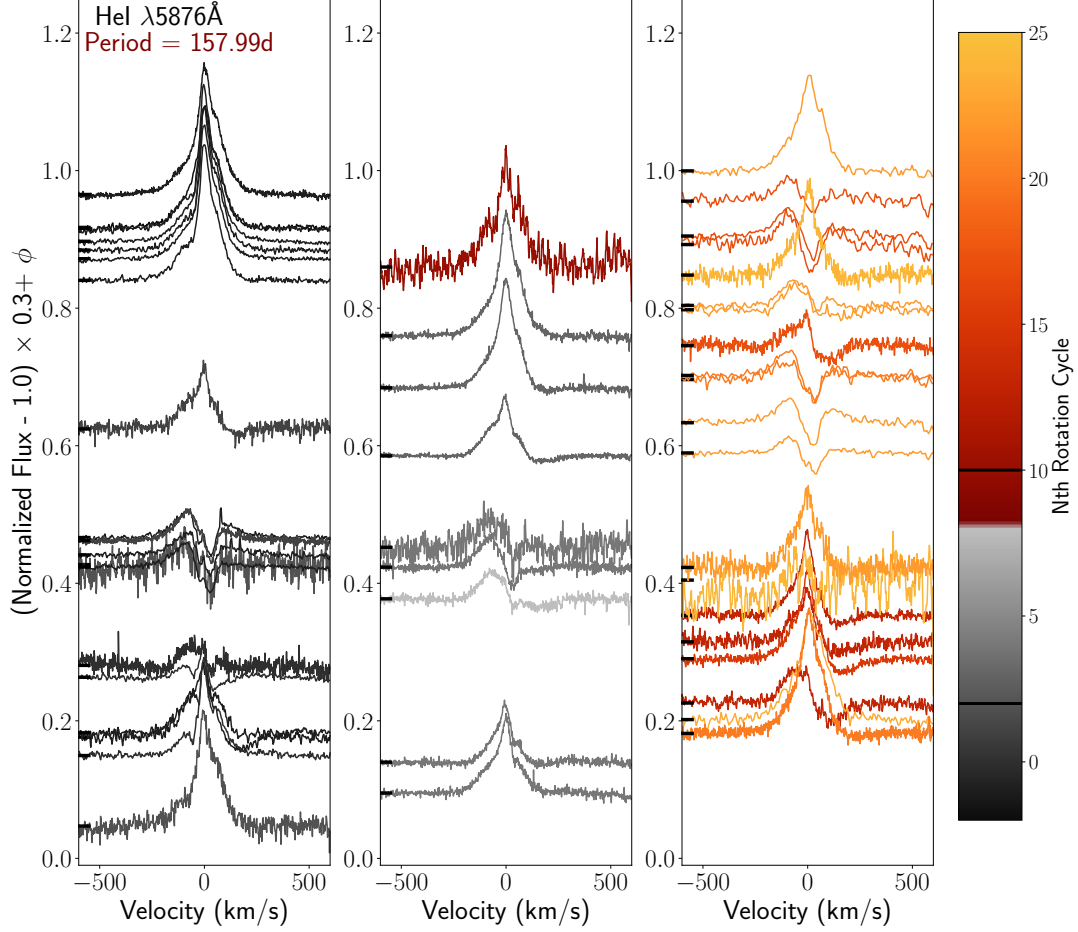 HeI λ5876Å
Period = 157.99d
(Normalized Flux - 1.0) × 0.3+ ϕ
1.2
1.0
0.8
0.6
0.4
0.2
0.0
−500 0 500
Velocity (km/s)
1.2
1.0
0.8
0.6
0.4
0.2
0.0
−500 0 500
Velocity (km/s)
1.2
1.0
0.8
0.6
0.4
0.2
0.0
−500 0 500
Velocity (km/s)
25
20
15
10
5
0
Nth Rotation Cycle